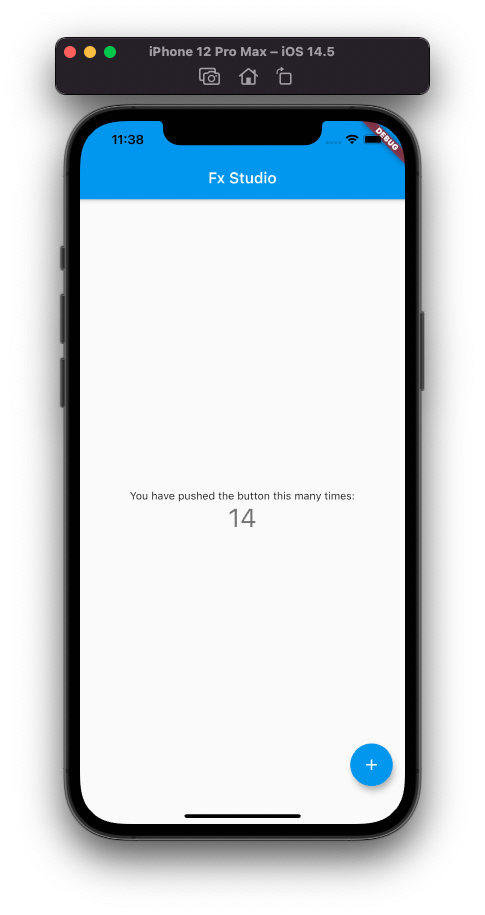 iPhone 12 Pro Max – iOS 14.5
11:38
DEBUG
Fx Studio
You have pushed the button this many times:
14
+